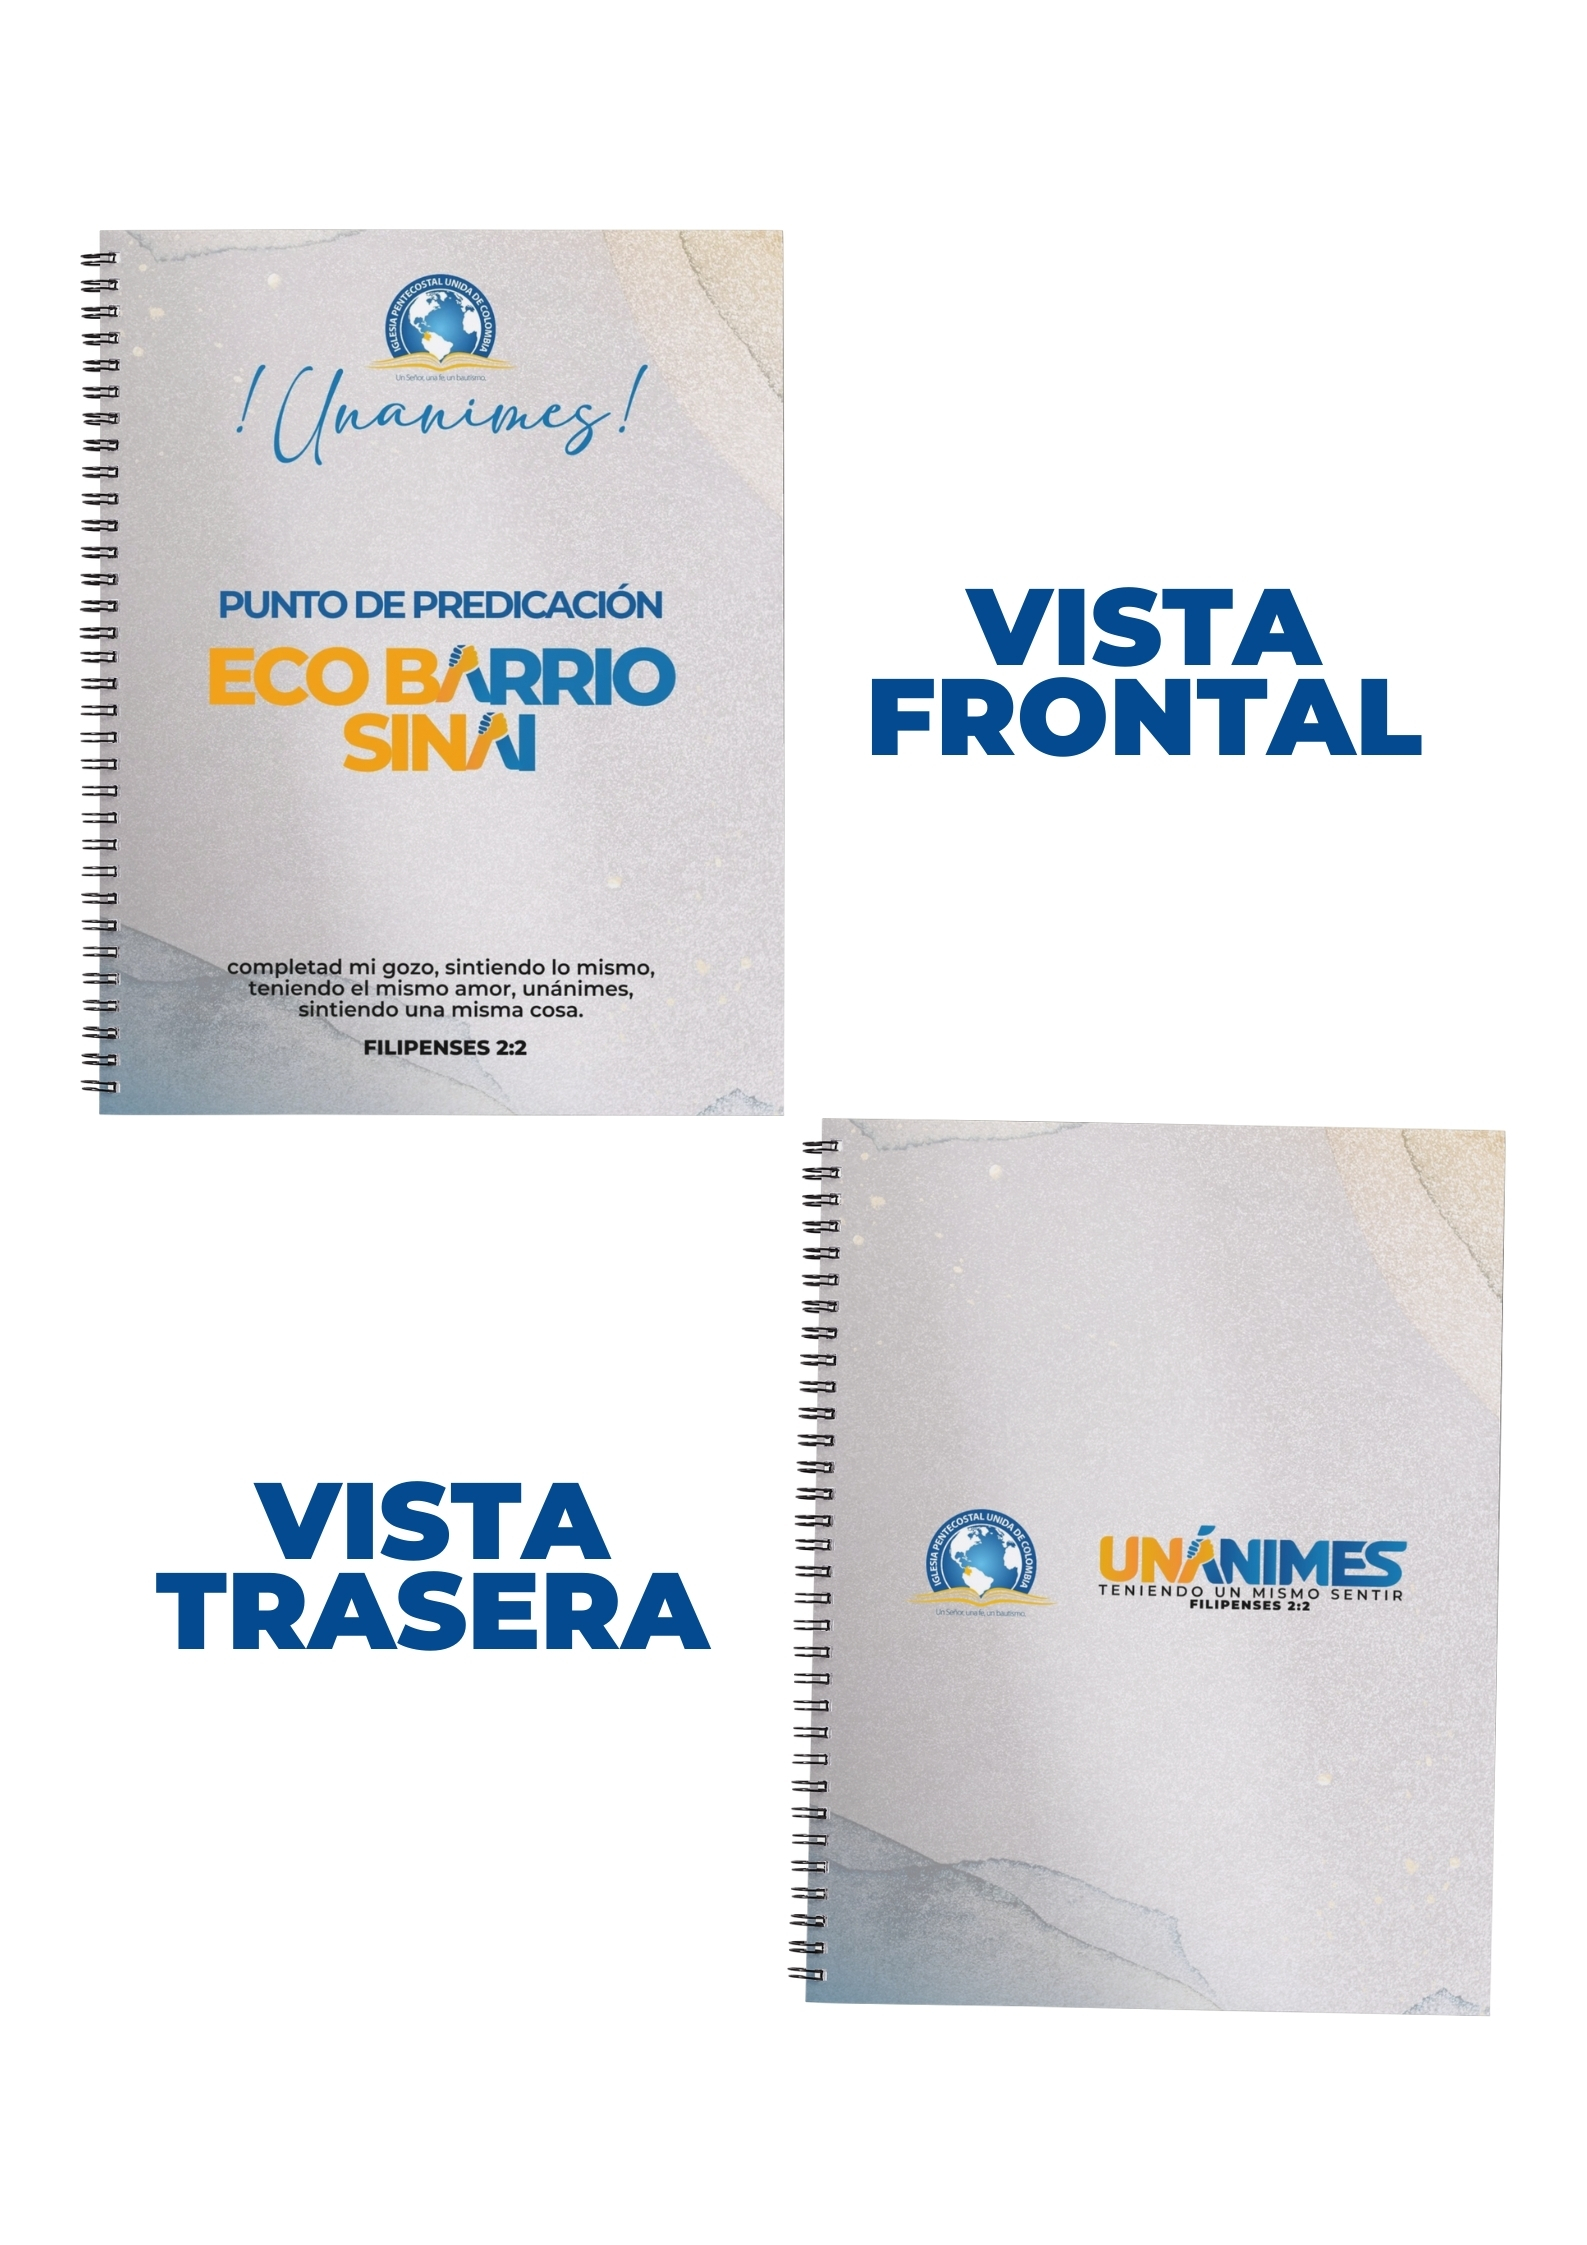 IGLESIA PENTECOSTAL UNIDA DE COLOMBIA
Un Señor, una fe, un bautismo.
! Unanimes !
PUNTO DE PREDICACIÓN
ECO BARRIO
SINAI
completad mi gozo, sintiendo lo mismo,
teniendo el mismo amor, unánimes,
sintiendo una misma cosa.
FILIPENSES 2:2
VISTA
FRONTAL
VISTA
TRASERA
IGLESIA PENTECOSTAL UNIDA DE COLOMBIA
Un Señor, una fe, un bautismo.
UNÁNIMES
TENIENDO UN MISMO SENTIR
FILIPENSES 2:2